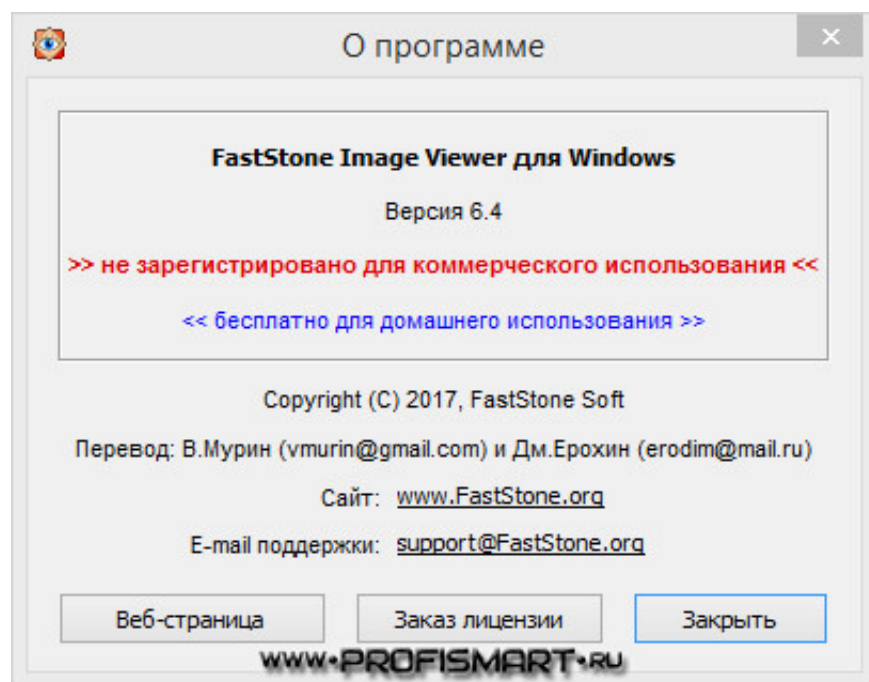 О программе
FastStone Image Viewer для Windows
Версия 6.4
>> не зарегистрировано для коммерческого использования <<
<< бесплатно для домашнего использования >>
Copyright (C) 2017, FastStone Soft
Перевод: В.Мурин (vmurin@gmail.com) и Дм.Ерохин (erodim@mail.ru)
Сайт: www.FastStone.org
E-mail поддержки: support@FastStone.org
Веб-страница Заказ лицензии Закрыть
WWW•PROFISMART•RU